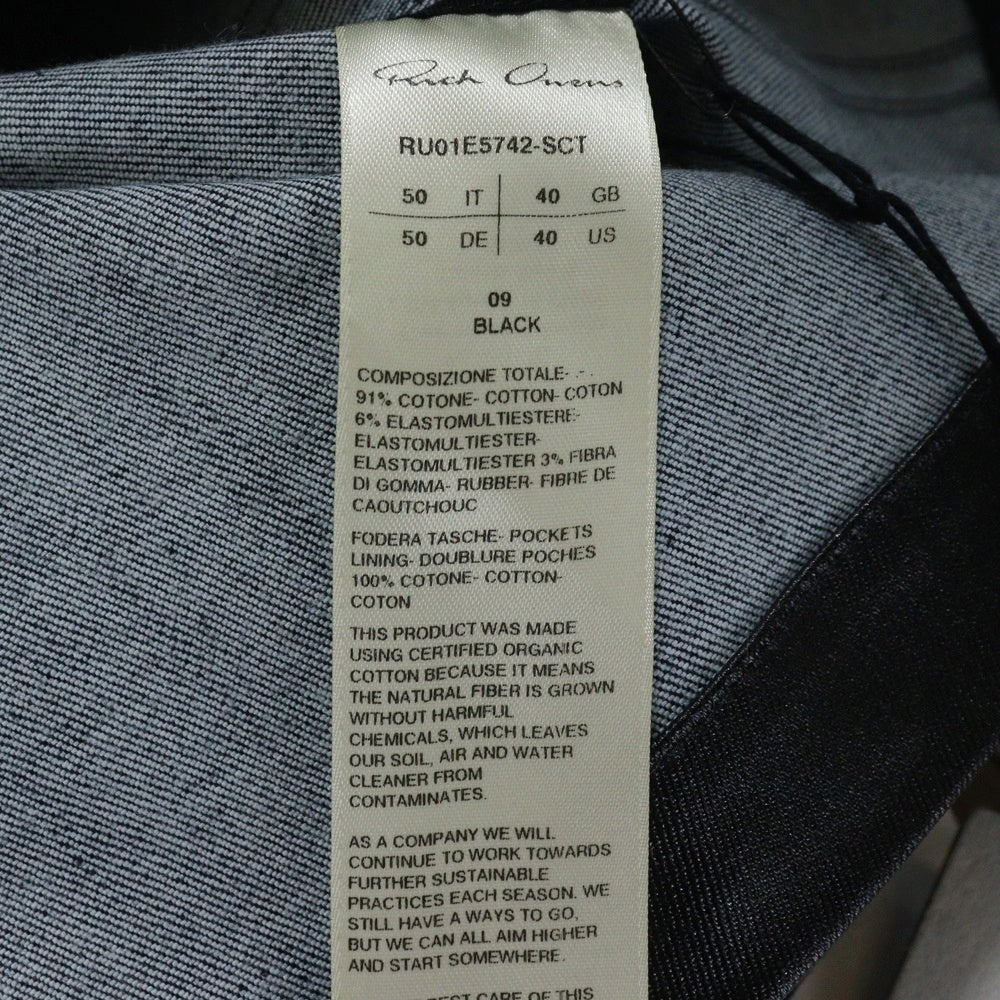 Rick Owens
RU01E5742-SCT
50 IT 40 GB
50 DE 40 US
09
BLACK
COMPOSIZIONE TOTALE- - -
91% COTONE- COTTON- COTON
6% ELASTOMULTIESTERE-
ELASTOMULTIESTER-
ELASTOMULTIESTER 3% FIBRA
DI GOMMA- RUBBER- FIBRE DE
CAOUTCHOUC
FODERA TASCHE- POCKETS
LINING- DOUBLURE POCHES
100% COTONE- COTTON-
COTON
THIS PRODUCT WAS MADE
USING CERTIFIED ORGANIC
COTTON BECAUSE IT MEANS
THE NATURAL FIBER IS GROWN
WITHOUT HARMFUL
CHEMICALS, WHICH LEAVES
OUR SOIL, AIR AND WATER
CLEANER FROM
CONTAMINATES.
AS A COMPANY WE WILL
CONTINUE TO WORK TOWARDS
FURTHER SUSTAINABLE
PRACTICES EACH SEASON. WE
STILL HAVE A WAYS TO GO,
BUT WE CAN ALL AIM HIGHER
AND START SOMEWHERE.
BEST CARE OF THIS